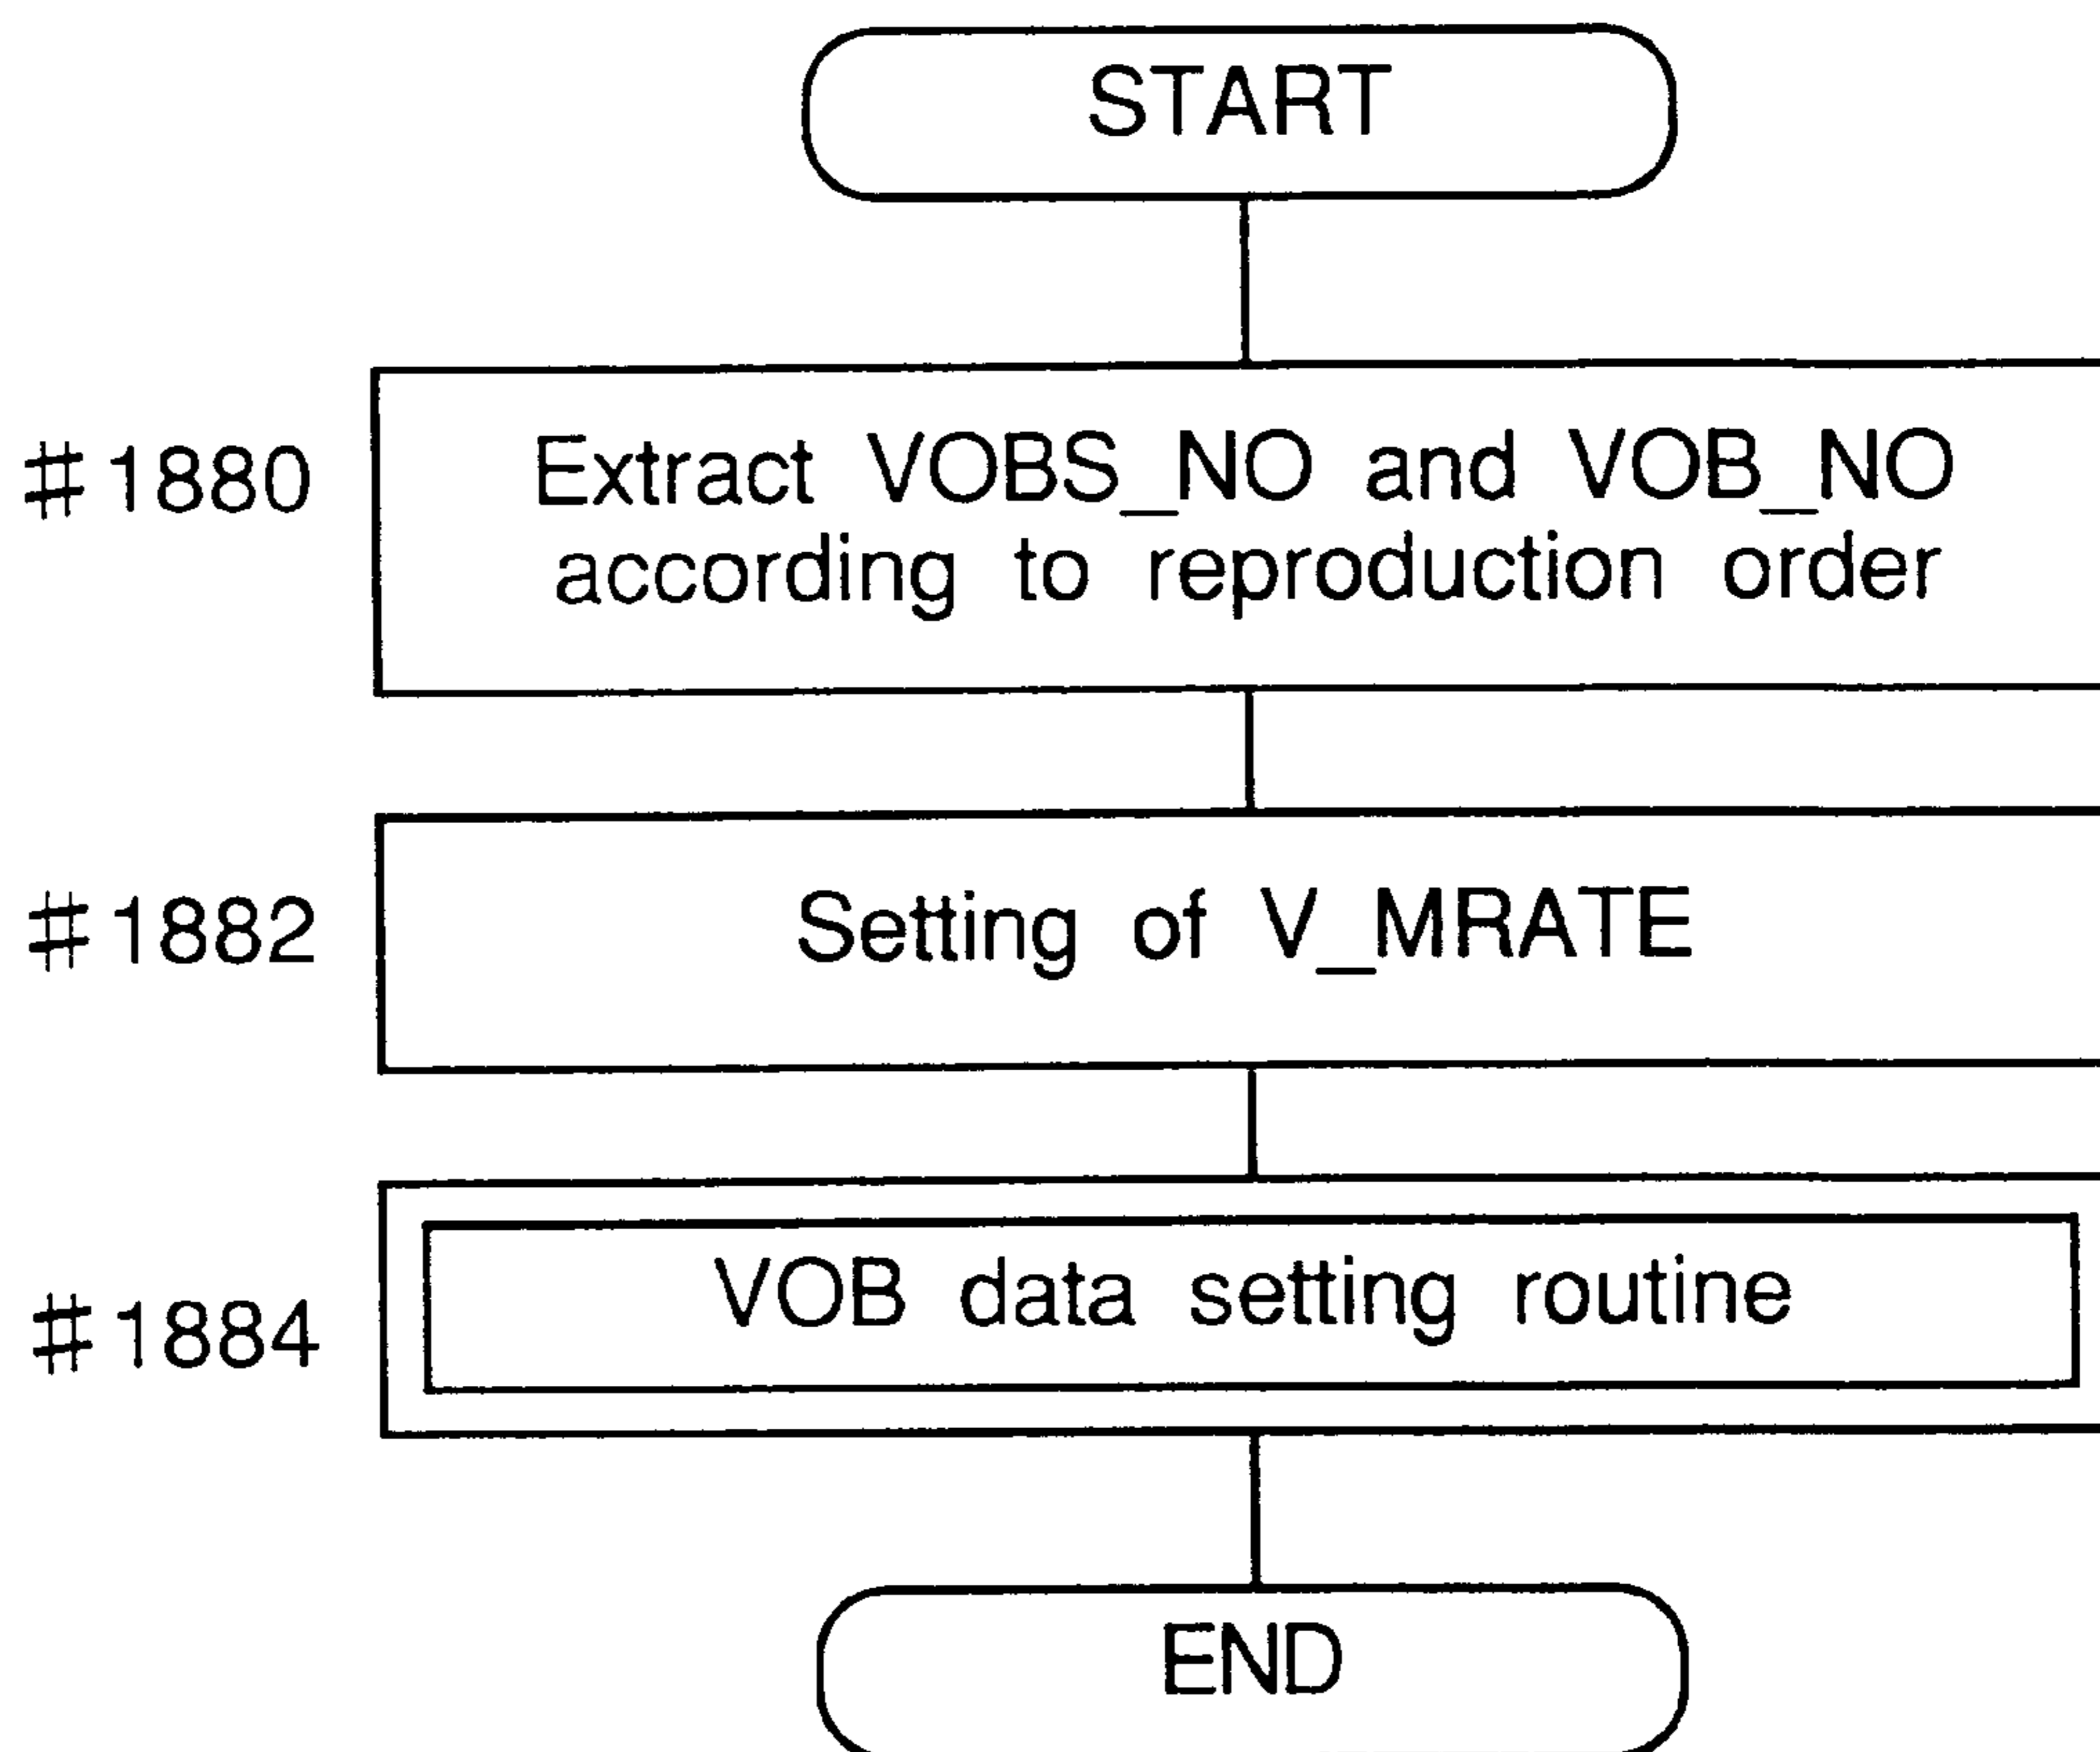 START
#1880
Extract VOBS_NO and VOB_NO
according to reproduction order
#1882
Setting of V_MRATE
#1884
VOB data setting routine
END